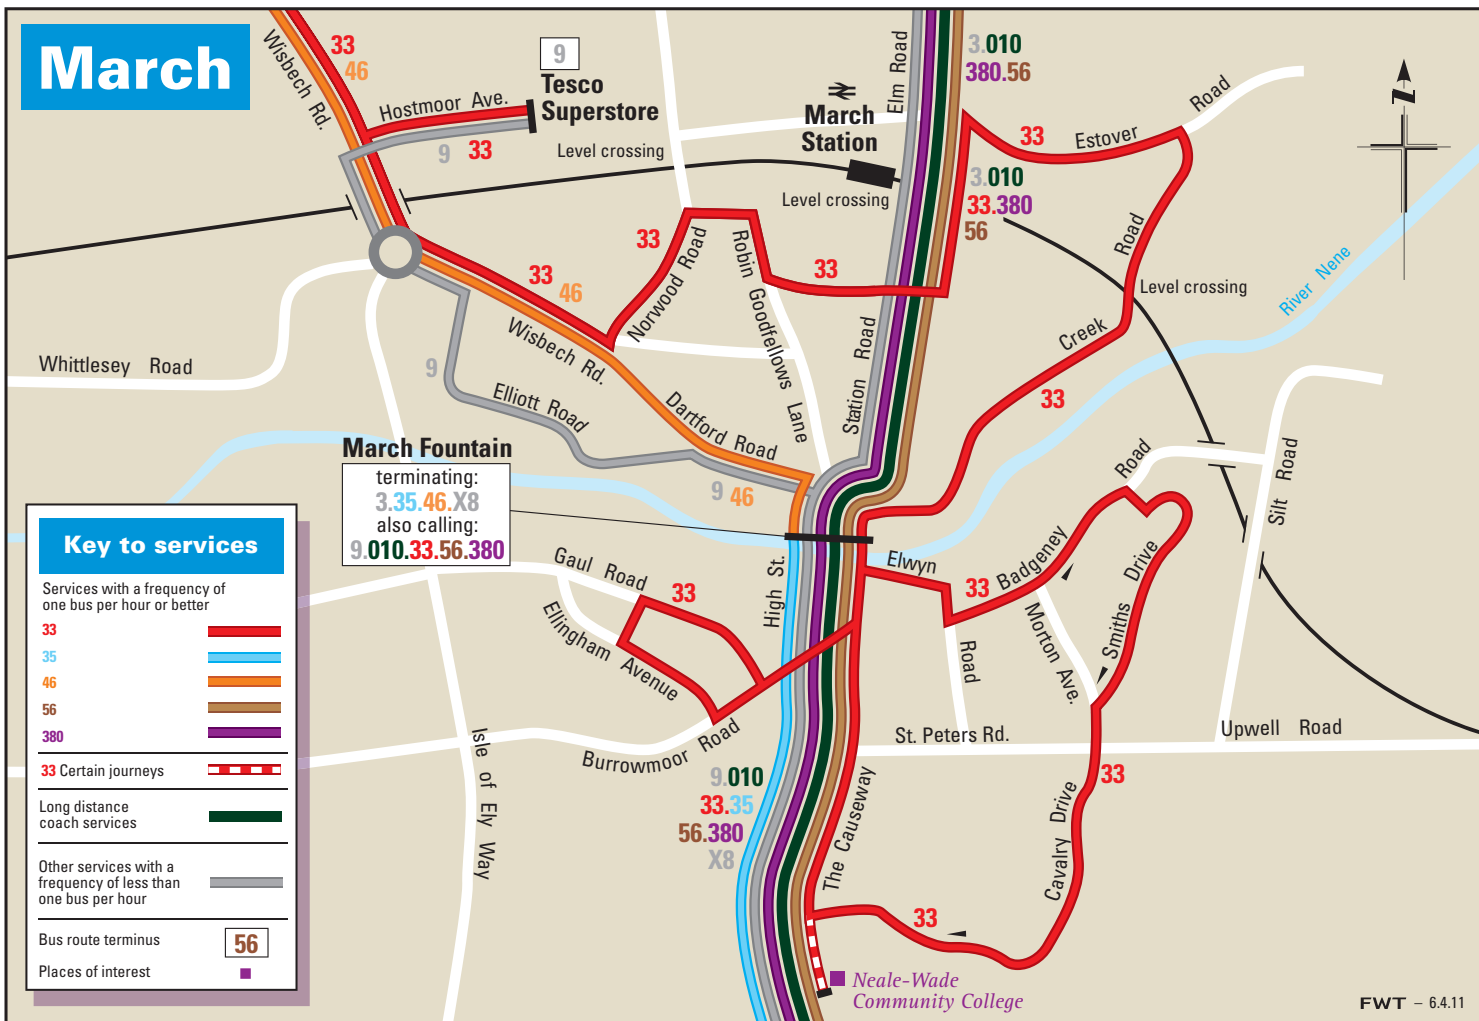 March
Wisbech Rd.
33
46
Hostmoor Ave.
9
Tesco
Superstore
9 33
Level crossing
March
Station
Level crossing
Elm Road
3.010
380.56
33
Estover
Road
3.010
33.380
56
Road
Level crossing
River Nene
Creek
33
N
33
Norwood Road
Robin Goodfellows Lane
33
33
46
Wisbech Rd.
Whittlesey Road
9
Elliott Road
Dartford Road
Station Road
9 46
March Fountain
terminating:
3.35.46.X8
also calling:
9.010.33.56.380
Gaul Road
33
Ellingham Avenue
High St.
Elwyn
Road
33
Badgeney
Road
Morton Ave.
Smiths Drive
Silt Road
St. Peters Rd.
Upwell Road
Burrowmoor Road
Isle of Ely Way
9.010
33.35
56.380
X8
The Causeway
33
Cavalry Drive
33
Neale-Wade
Community College
Key to services
Services with a frequency of
one bus per hour or better
33
35
46
56
380
33 Certain journeys
Long distance
coach services
Other services with a
frequency of less than
one bus per hour
Bus route terminus
56
Places of interest
FWT – 6.4.11